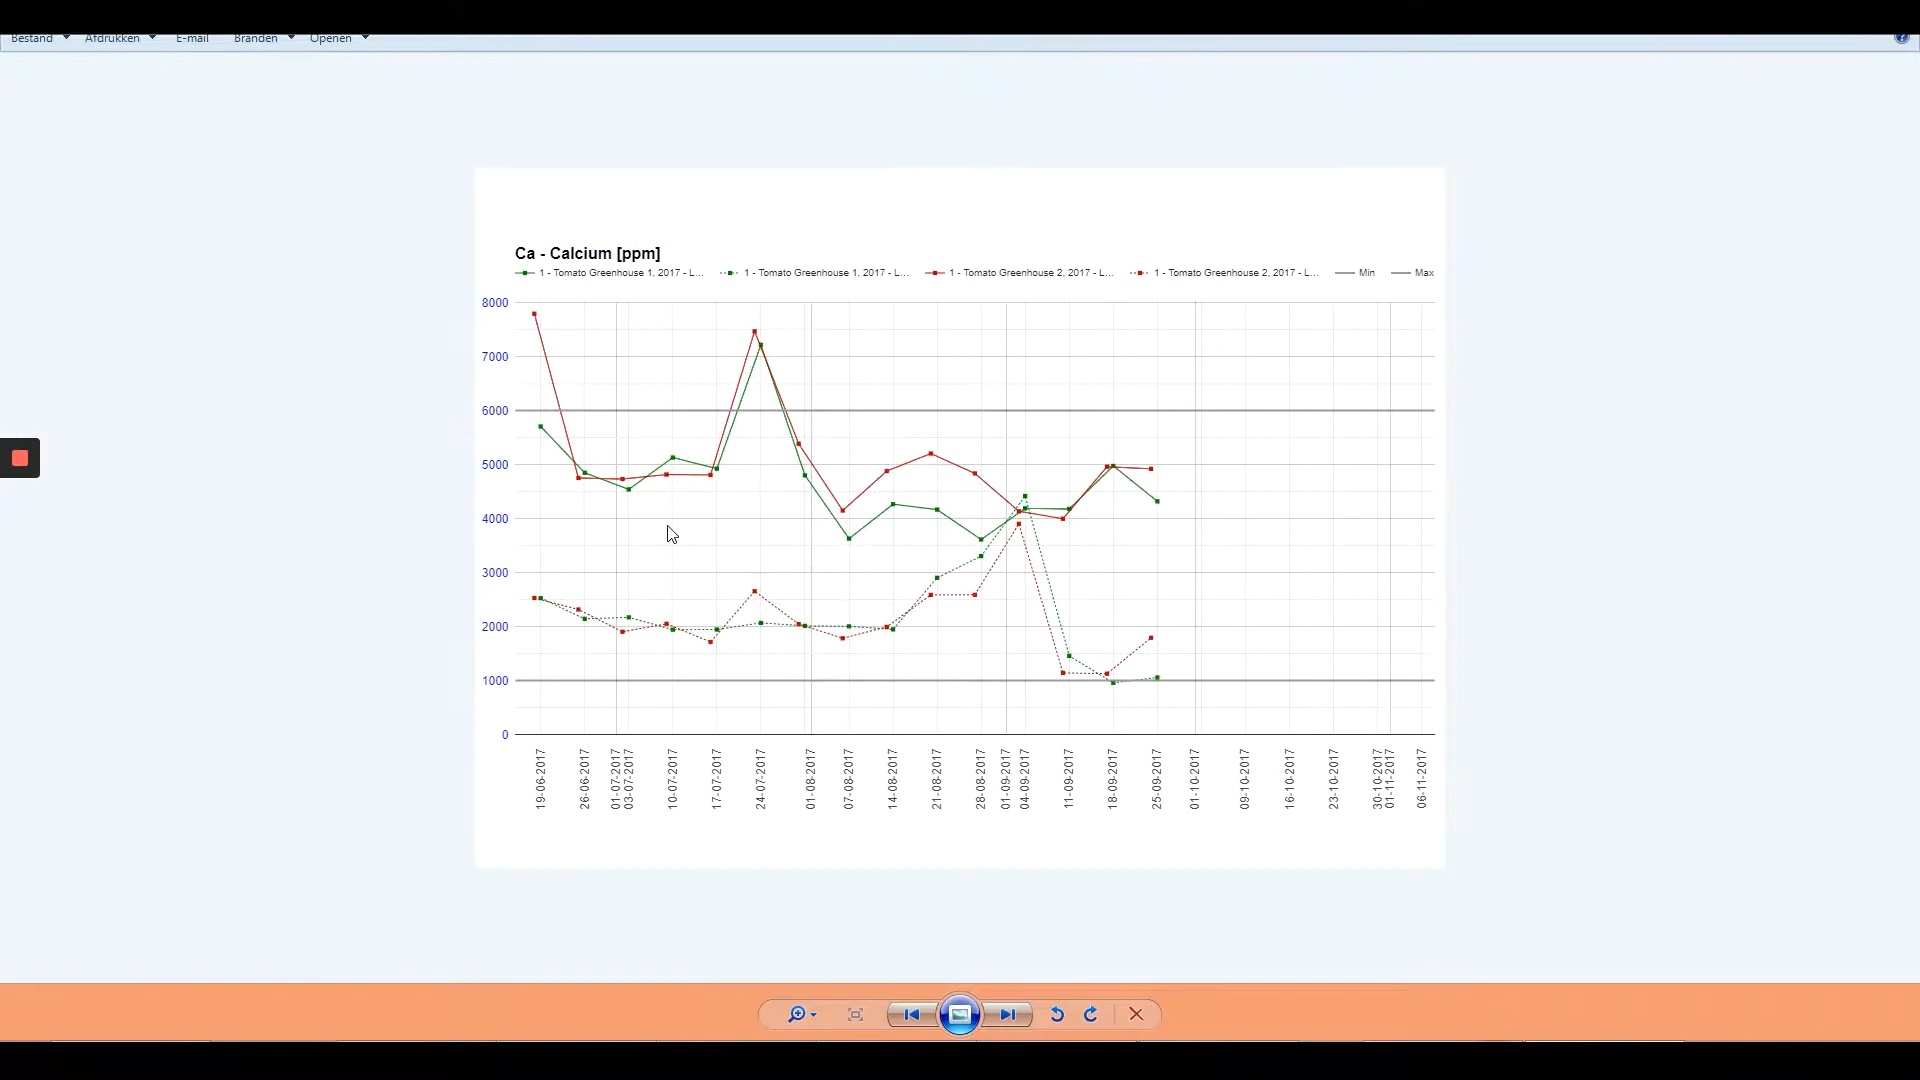 Bestand Afdrukken E-mail Branden Openen
Ca - Calcium [ppm]
1 - Tomato Greenhouse 1, 2017 - L... 1 - Tomato Greenhouse 1, 2017 - L... 1 - Tomato Greenhouse 2, 2017 - L... 1 - Tomato Greenhouse 2, 2017 - L... Min Max
8000
7000
6000
5000
4000
3000
2000
1000
0
19-06-2017 26-06-2017 01-07-2017 03-07-2017 10-07-2017 17-07-2017 24-07-2017 01-08-2017 07-08-2017 14-08-2017 21-08-2017 28-08-2017 01-09-2017 04-09-2017 11-09-2017 18-09-2017 25-09-2017 01-10-2017 09-10-2017 16-10-2017 23-10-2017 30-10-2017 01-11-2017 06-11-2017